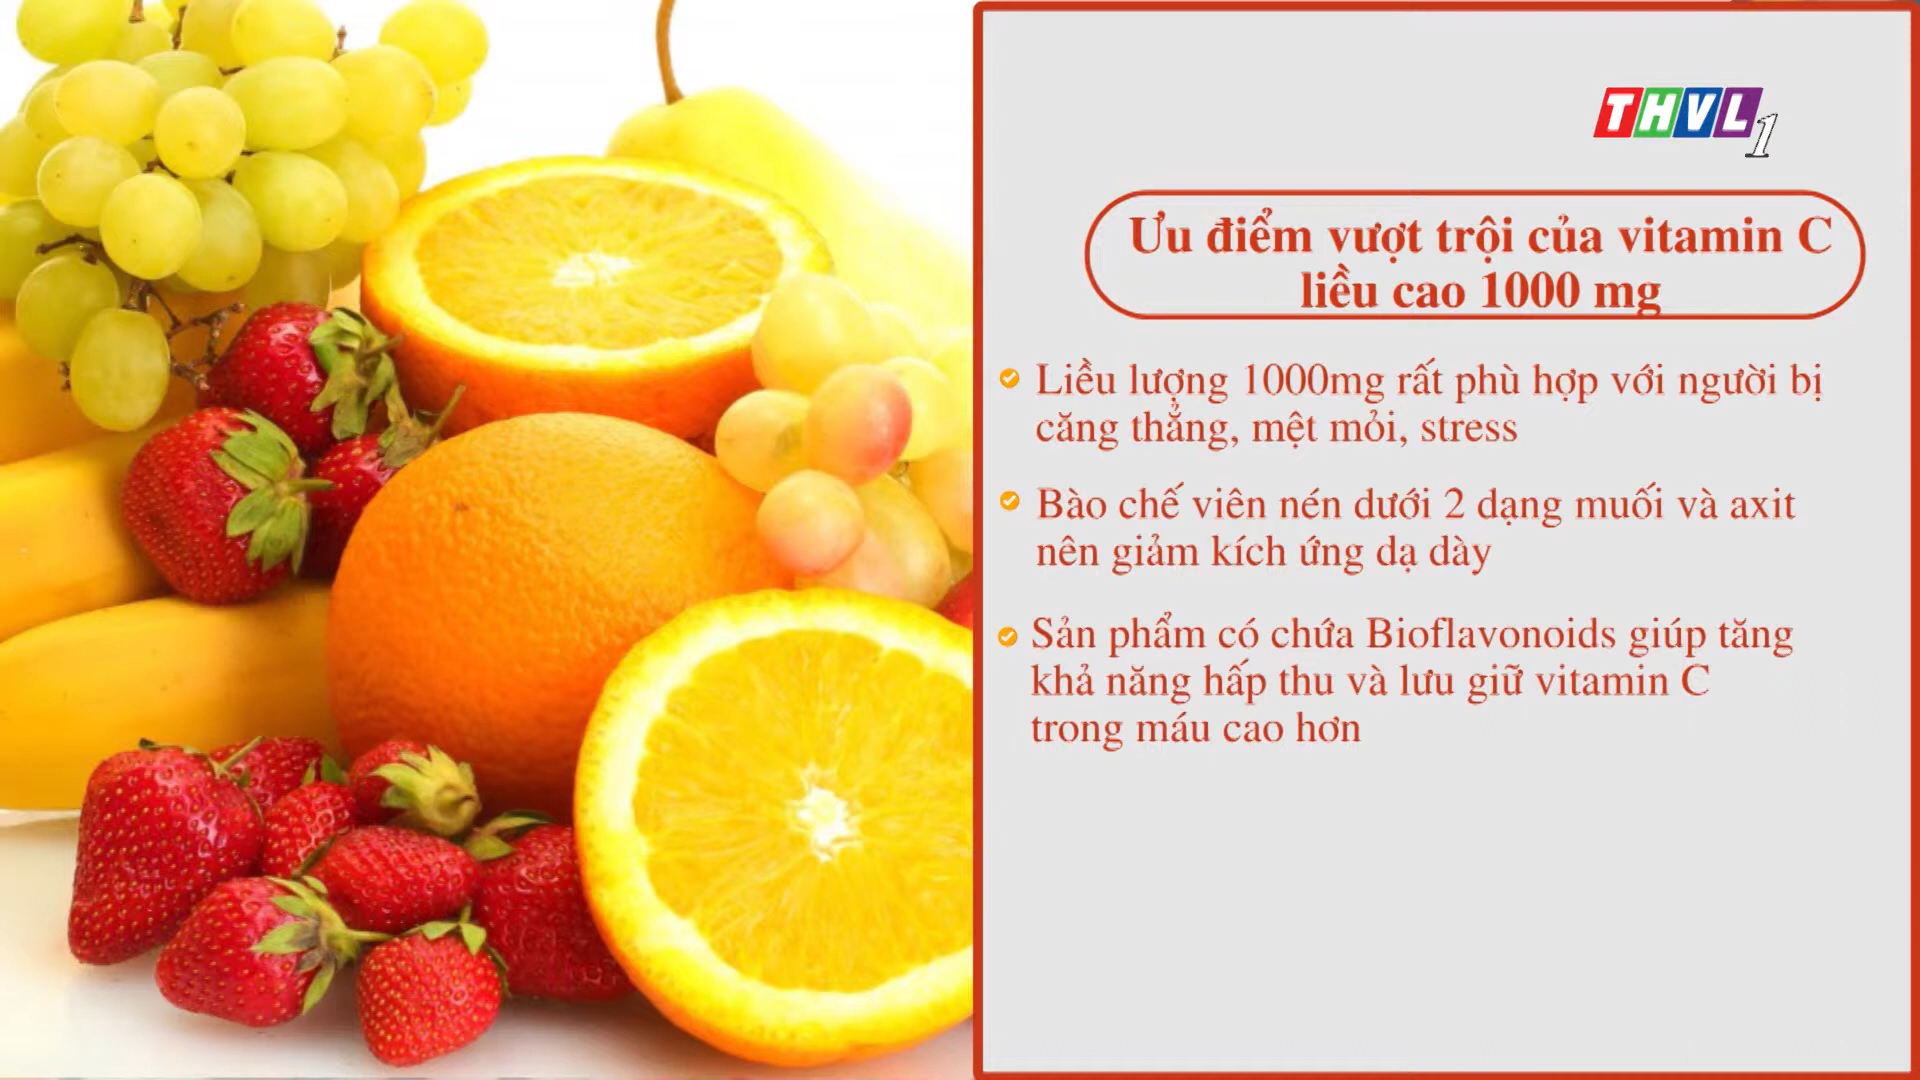 THVL1
Ưu điểm vượt trội của vitamin C
liều cao 1000 mg
Liều lượng 1000mg rất phù hợp với người bị
căng thẳng, mệt mỏi, stress
Bào chế viên nén dưới 2 dạng muối và axit
nên giảm kích ứng dạ dày
Sản phẩm có chứa Bioflavonoids giúp tăng
khả năng hấp thu và lưu giữ vitamin C
trong máu cao hơn